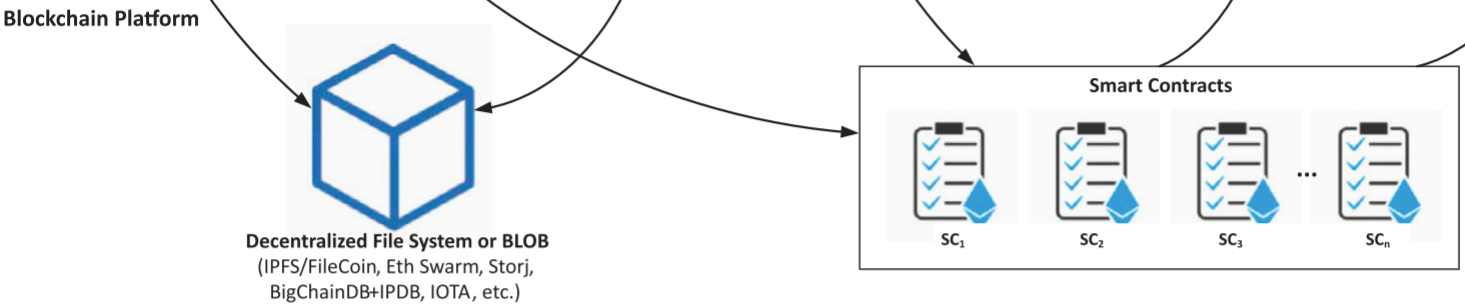 Blockchain Platform
Decentralized File System or BLOB
(IPFS/FileCoin, Eth Swarm, Storj,
BigChainDB+IPDB, IOTA, etc.)
Smart Contracts
...
SC₁ SC₂ SC₃ SCₙ